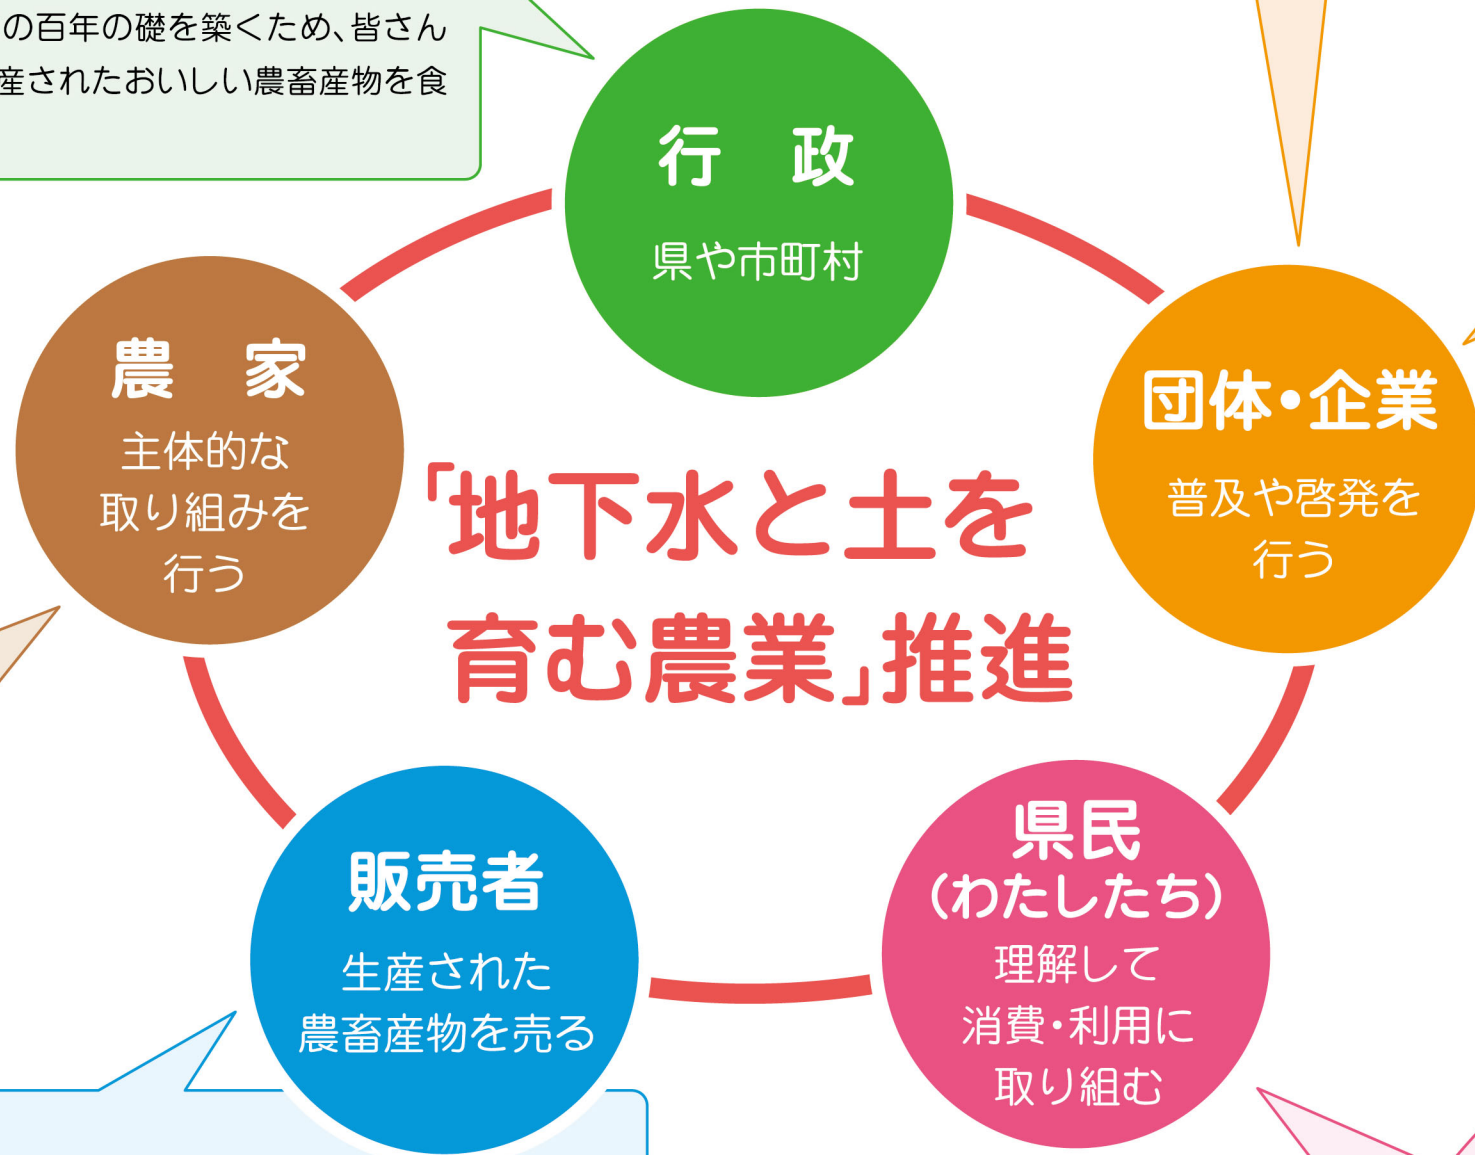 の百年の礎を築くため、皆さん
産されたおいしい農畜産物を食
行　政
県や市町村
農　家
主体的な
取り組みを
行う
団体・企業
普及や啓発を
行う
「地下水と土を
育む農業」推進
販売者
生産された
農畜産物を売る
県民
（わたしたち）
理解して
消費・利用に
取り組む